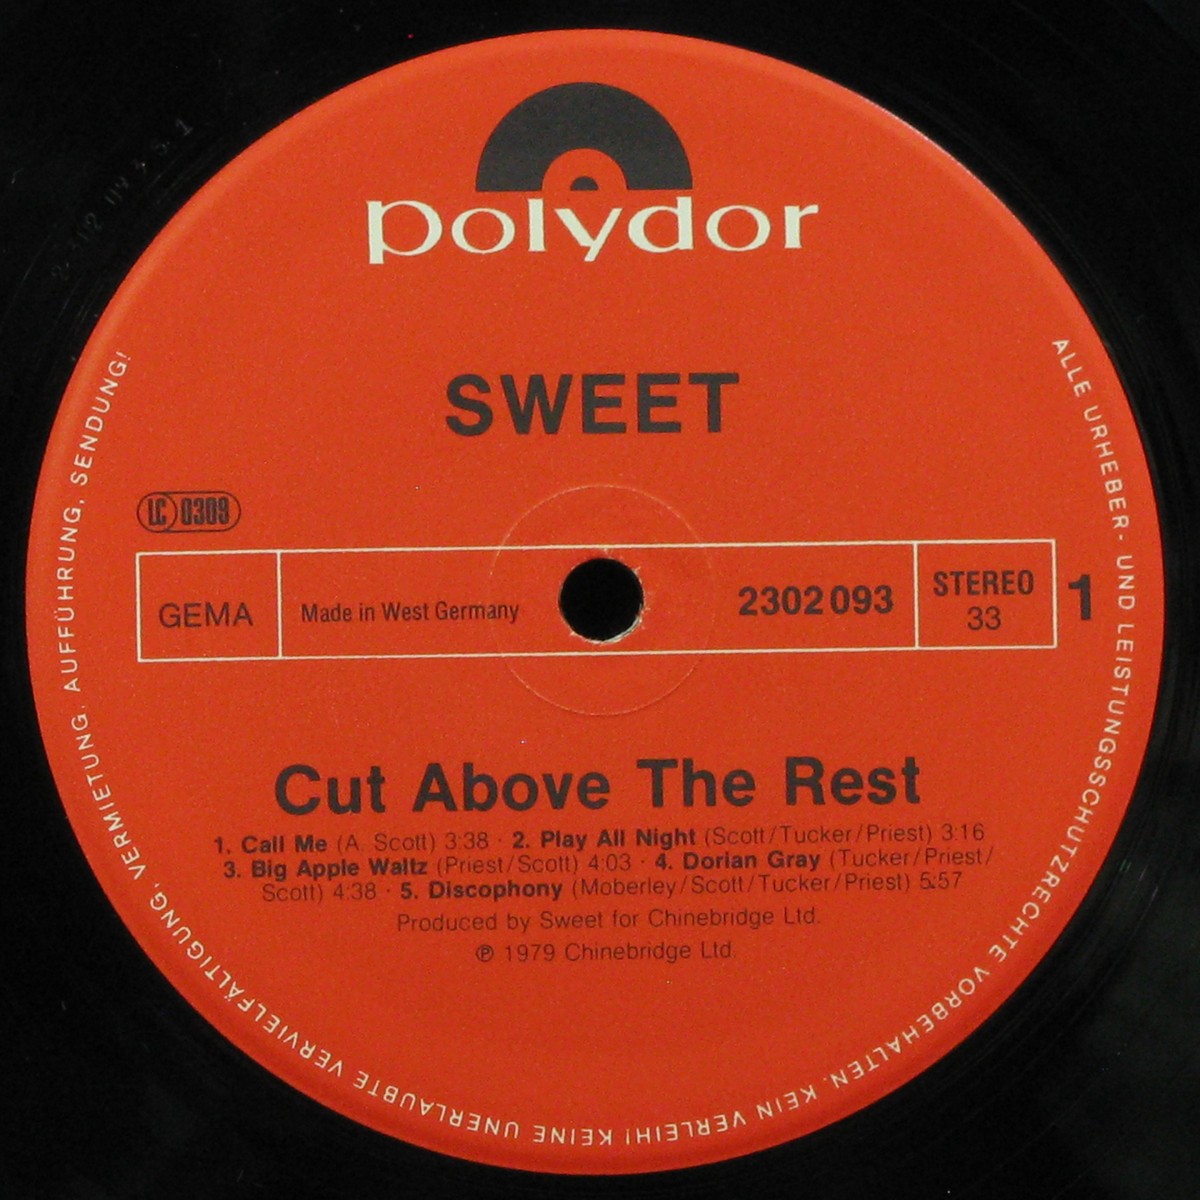 polydor
SWEET
LC 0309
GEMA
Made in West Germany
2302 093
STEREO
33
1
Cut Above The Rest
1. Call Me (A. Scott) 3:38 · 2. Play All Night (Scott/Tucker/Priest) 3:16
3. Big Apple Waltz (Priest/Scott) 4:03 · 4. Dorian Gray (Tucker/Priest/
Scott) 4:38 · 5. Discophony (Moberley/Scott/Tucker/Priest) 5:57
Produced by Sweet for Chinebridge Ltd.
℗ 1979 Chinebridge Ltd.
ALLE URHEBER- UND LEISTUNGSSCHUTZRECHTE VORBEHALTEN. KEIN VERLEIH! KEINE UNERLAUBTE VERVIELFÄLTIGUNG, VERMIETUNG, AUFFÜHRUNG, SENDUNG!